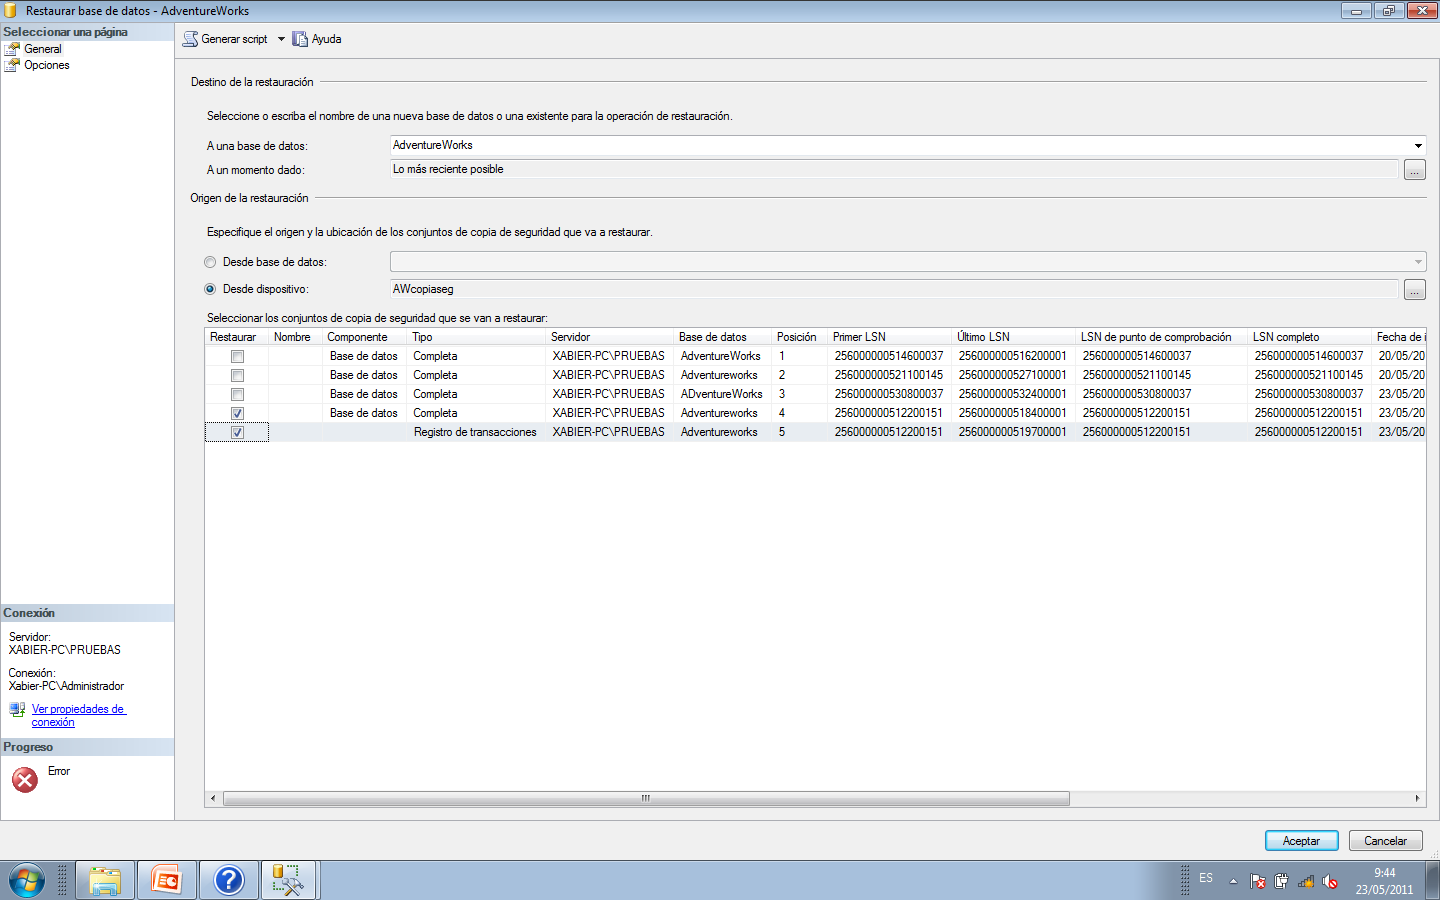 Restaurar base de datos - AdventureWorks
Seleccionar una página
General
Opciones
Generar script
Ayuda
Destino de la restauración
Seleccione o escriba el nombre de una nueva base de datos o una existente para la operación de restauración.
A una base de datos: AdventureWorks
A un momento dado: Lo más reciente posible
...
Origen de la restauración
Especifique el origen y la ubicación de los conjuntos de copia de seguridad que va a restaurar.
Desde base de datos:
Desde dispositivo: AWcopiaseg
...
Seleccionar los conjuntos de copia de seguridad que se van a restaurar:
Restaurar Nombre Componente Tipo Servidor Base de datos Posición Primer LSN Último LSN LSN de punto de comprobación LSN completo Fecha de i
Base de datos Completa XABIER-PC\PRUEBAS AdventureWorks 1 256000000514600037 256000000516200001 256000000514600037 256000000514600037 20/05/20
Base de datos Completa XABIER-PC\PRUEBAS Adventureworks 2 256000000521100145 256000000527100001 256000000521100145 256000000521100145 20/05/20
Base de datos Completa XABIER-PC\PRUEBAS ADventureWorks 3 256000000530800037 256000000532400001 256000000530800037 256000000530800037 23/05/20
Base de datos Completa XABIER-PC\PRUEBAS Adventureworks 4 256000000512200151 256000000518400001 256000000512200151 256000000512200151 23/05/20
Registro de transacciones XABIER-PC\PRUEBAS Adventureworks 5 256000000512200151 256000000519700001 256000000512200151 256000000512200151 23/05/20
Conexión
Servidor:
XABIER-PC\PRUEBAS
Conexión:
Xabier-PC\Administrador
Ver propiedades de
conexión
Progreso
Error
Aceptar
Cancelar
ES
9:44
23/05/2011